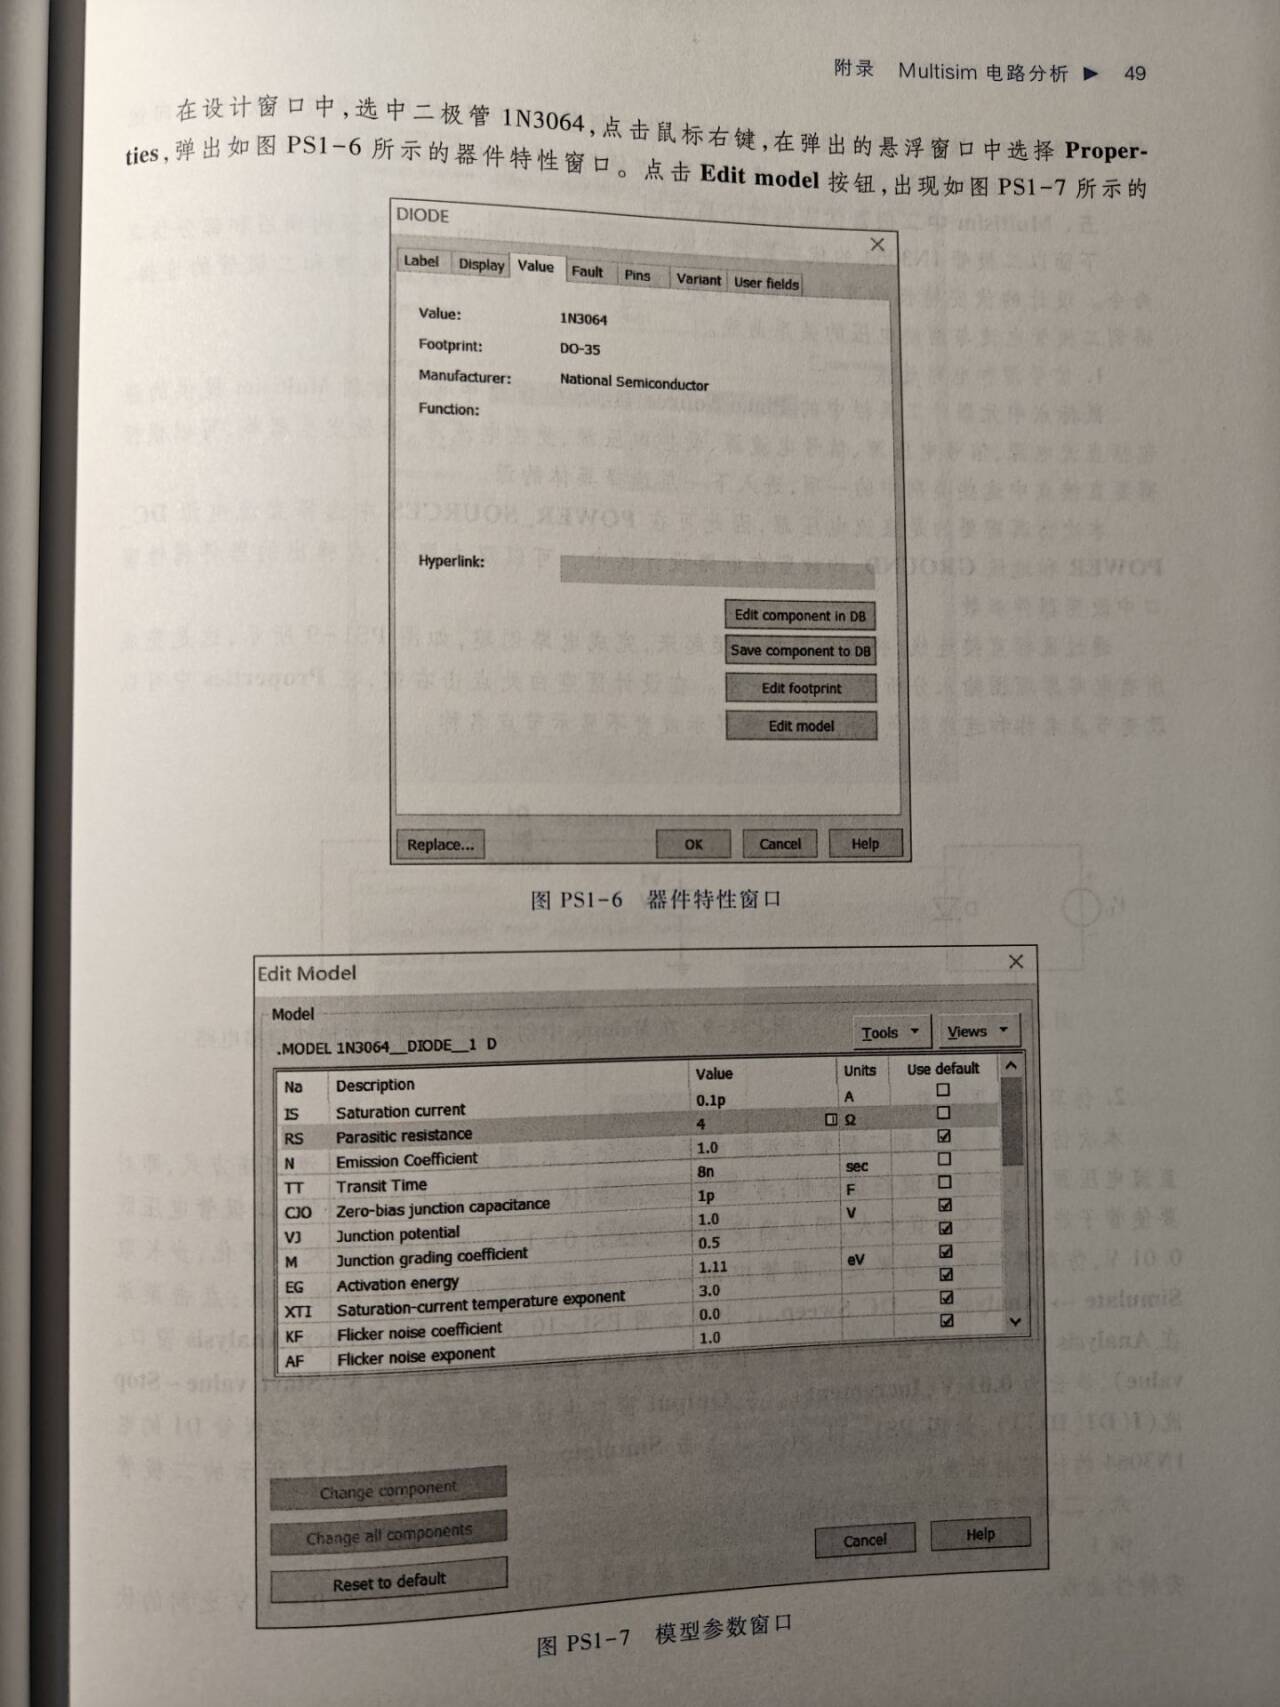 附录 Multisim 电路分析 ▶ 49
在设计窗口中,选中二极管 1N3064,点击鼠标右键,在弹出的悬浮窗口中选择 Proper-
ties,弹出如图 PS1-6 所示的器件特性窗口。点击 Edit model 按钮,出现如图 PS1-7 所示的
DIODE
Label Display Value Fault Pins Variant User fields
Value: 1N3064
Footprint: DO-35
Manufacturer: National Semiconductor
Function:
Hyperlink:
Edit component in DB
Save component to DB
Edit footprint
Edit model
Replace... OK Cancel Help
图 PS1-6 器件特性窗口
Edit Model
Model
Tools Views
.MODEL 1N3064__DIODE__1 D
Na Description Value Units Use default
IS Saturation current 0.1p A
RS Parasitic resistance 4 Ω
N Emission Coefficient 1.0
TT Transit Time 8n sec
CJO Zero-bias junction capacitance 1p F
VJ Junction potential 1.0 V
M Junction grading coefficient 0.5
EG Activation energy 1.11 eV
XTI Saturation-current temperature exponent 3.0
KF Flicker noise coefficient 0.0
AF Flicker noise exponent 1.0
Change component
Change all components
Reset to default
Cancel Help
图 PS1-7 模型参数窗口